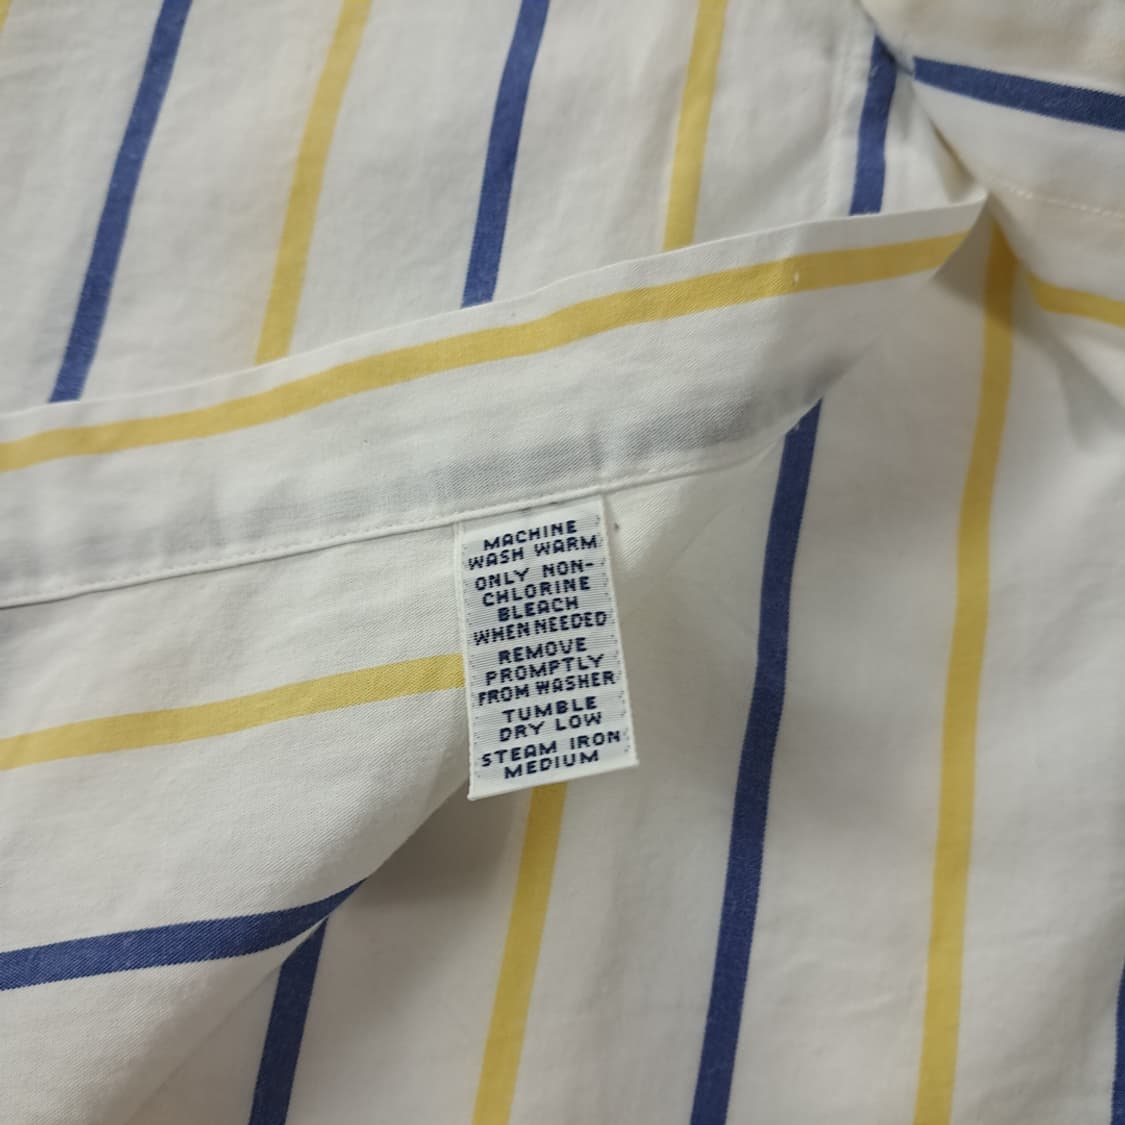 MACHINE
WASH WARM
ONLY NON-
CHLORINE
BLEACH
WHEN NEEDED
REMOVE
PROMPTLY
FROM WASHER
TUMBLE
DRY LOW
STEAM IRON
MEDIUM